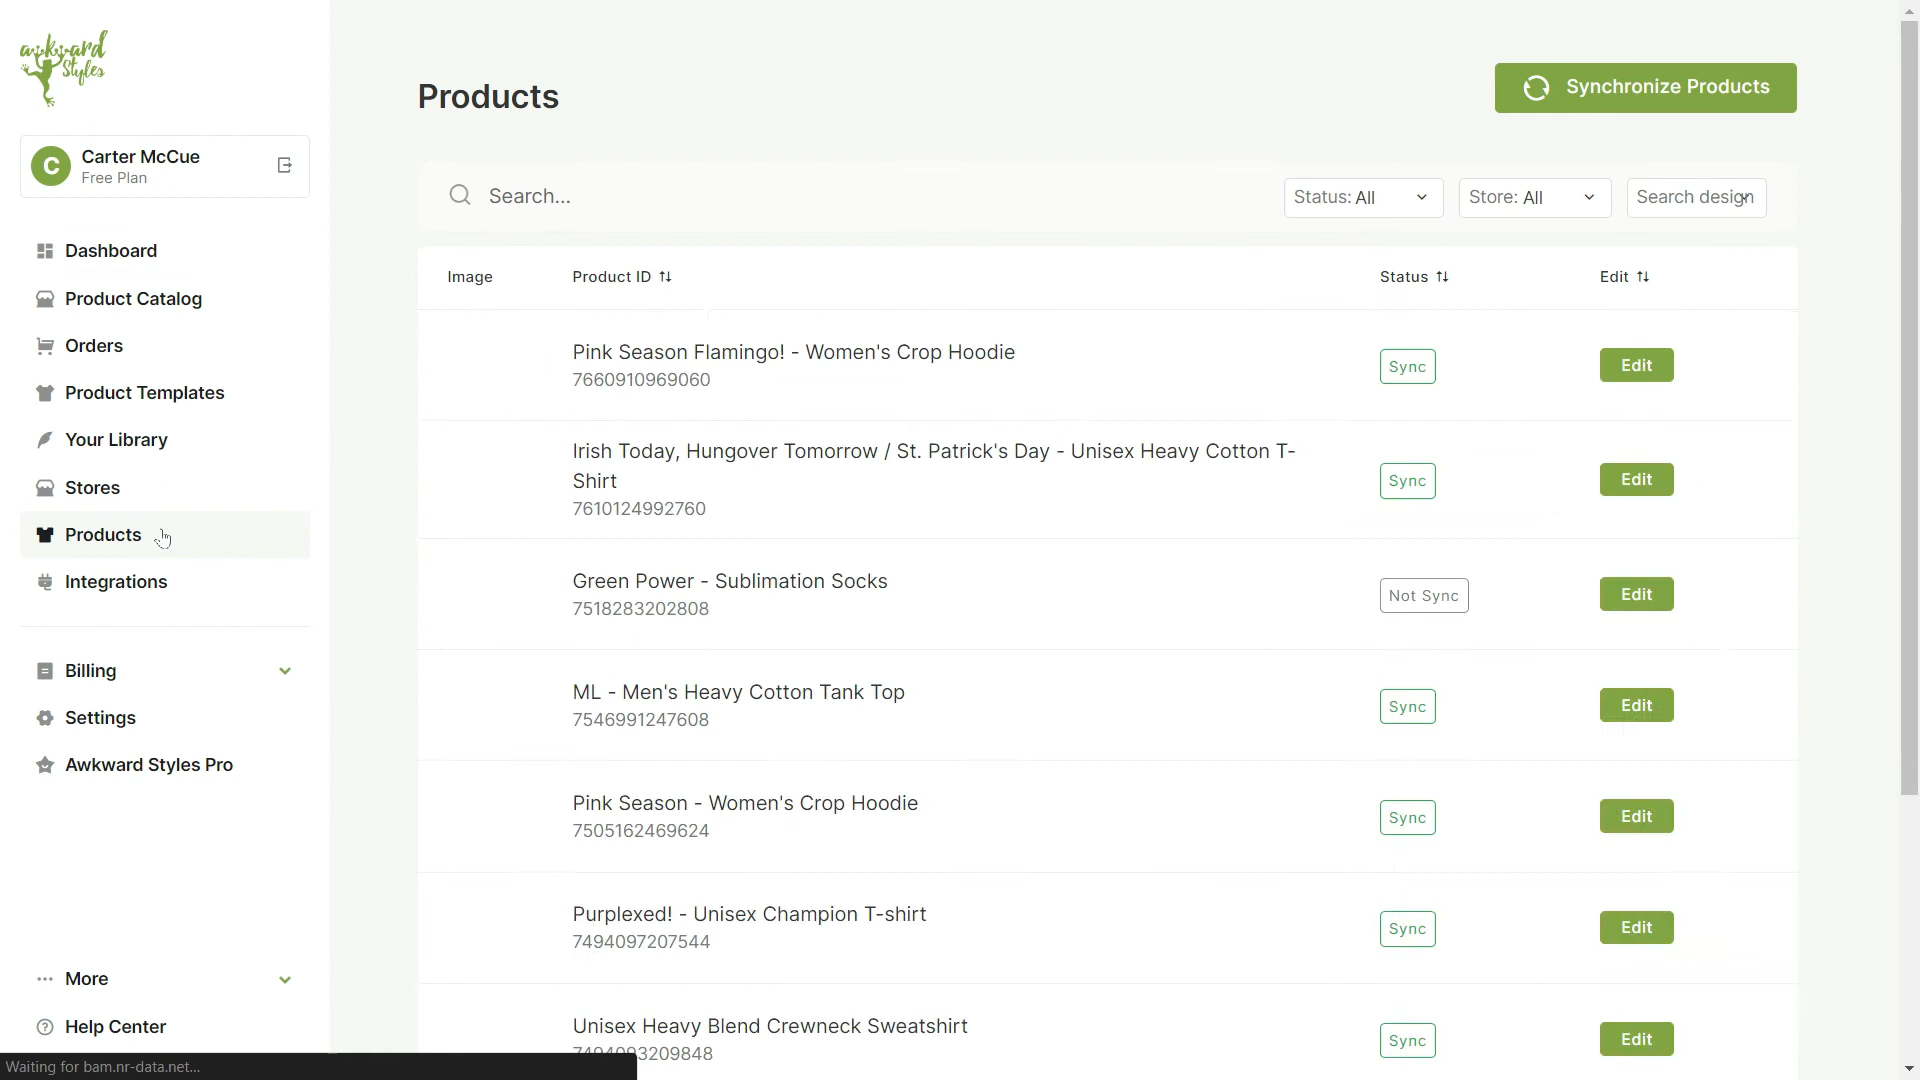 awkward
Styles
C
Carter McCue
Free Plan
Dashboard
Product Catalog
Orders
Product Templates
Your Library
Stores
Products
Integrations
Billing
Settings
Awkward Styles Pro
More
Help Center
Waiting for bam.nr-data.net...
Products
Synchronize Products
Search...
Status: All
Store: All
Search design
Image Product ID Status Edit
Pink Season Flamingo! - Women's Crop Hoodie
7660910969060
Sync Edit
Irish Today, Hungover Tomorrow / St. Patrick's Day - Unisex Heavy Cotton T-
Shirt
7610124992760
Sync Edit
Green Power - Sublimation Socks
7518283202808
Not Sync Edit
ML - Men's Heavy Cotton Tank Top
7546991247608
Sync Edit
Pink Season - Women's Crop Hoodie
7505162469624
Sync Edit
Purplexed! - Unisex Champion T-shirt
7494097207544
Sync Edit
Unisex Heavy Blend Crewneck Sweatshirt
7494093209848
Sync Edit